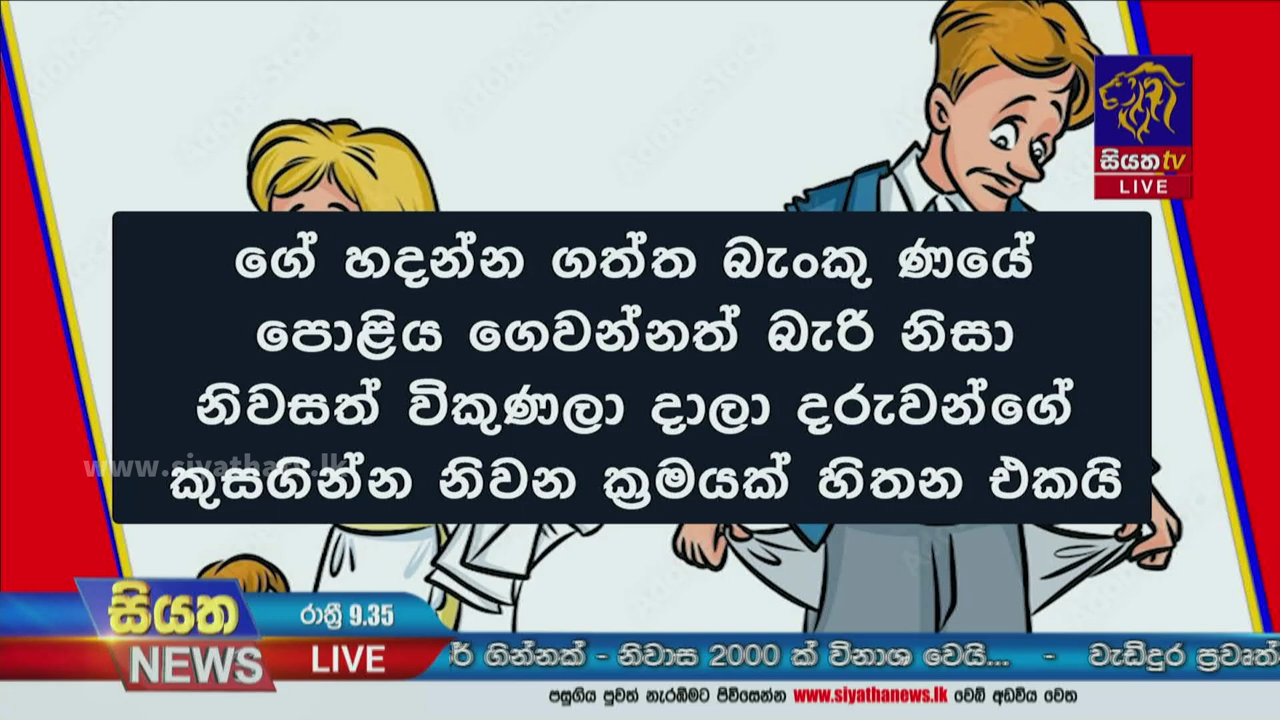 සියත tv
LIVE
ගේ හදන්න ගත්ත බැංකු ණයේ
පොළිය ගෙවන්නත් බැරි නිසා
නිවසත් විකුණලා දාලා දරුවන්ගේ
කුසගින්න නිවන ක්‍රමයක් හිතන එකයි
සියත
NEWS
රාත්‍රී 9.35
LIVE
ගින්නක් - නිවාස 2000 ක් විනාශ වෙයි... - වැඩිදුර ප්‍රවෘත්
පසුගිය පුවත් නැරඹීමට පිවිසෙන්න www.siyathanews.lk වෙබ් අඩවිය වෙත